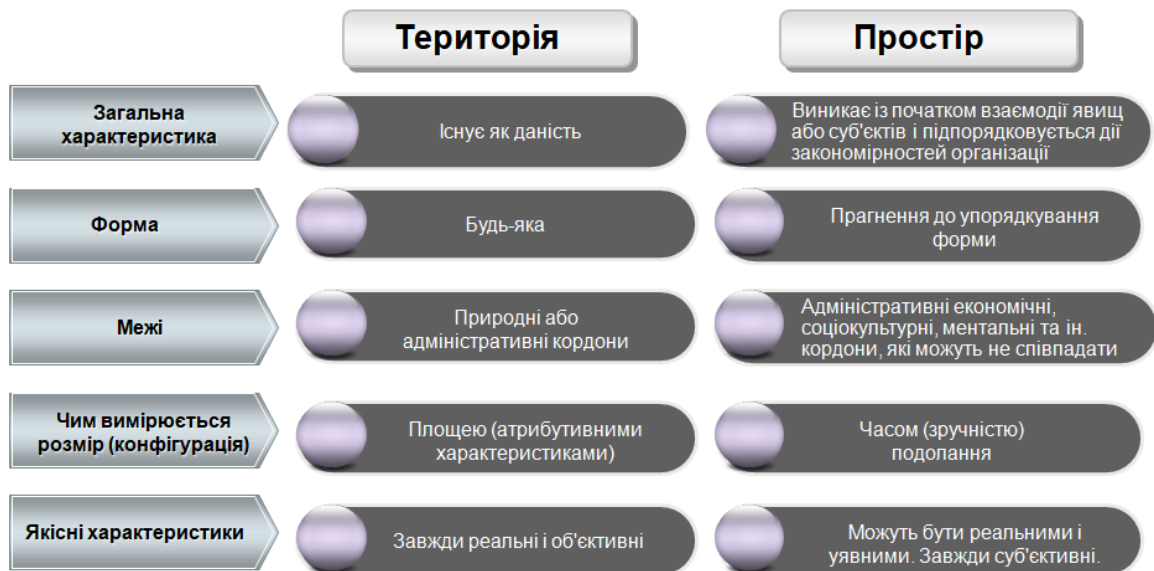 Територія
Простір
Загальна
характеристика
Існує як даність
Виникає із початком взаємодії явищ
або суб'єктів і підпорядковується дії
закономірностей організації
Форма
Будь-яка
Прагнення до упорядкування
форми
Межі
Природні або
адміністративні кордони
Адміністративні економічні,
соціокультурні, ментальні та ін.
кордони, які можуть не співпадати
Чим вимірюється
розмір (конфігурація)
Площею (атрибутивними
характеристиками)
Часом (зручністю)
подолання
Якісні характеристики
Завжди реальні і об'єктивні
Можуть бути реальними і
уявними. Завжди суб'єктивні.